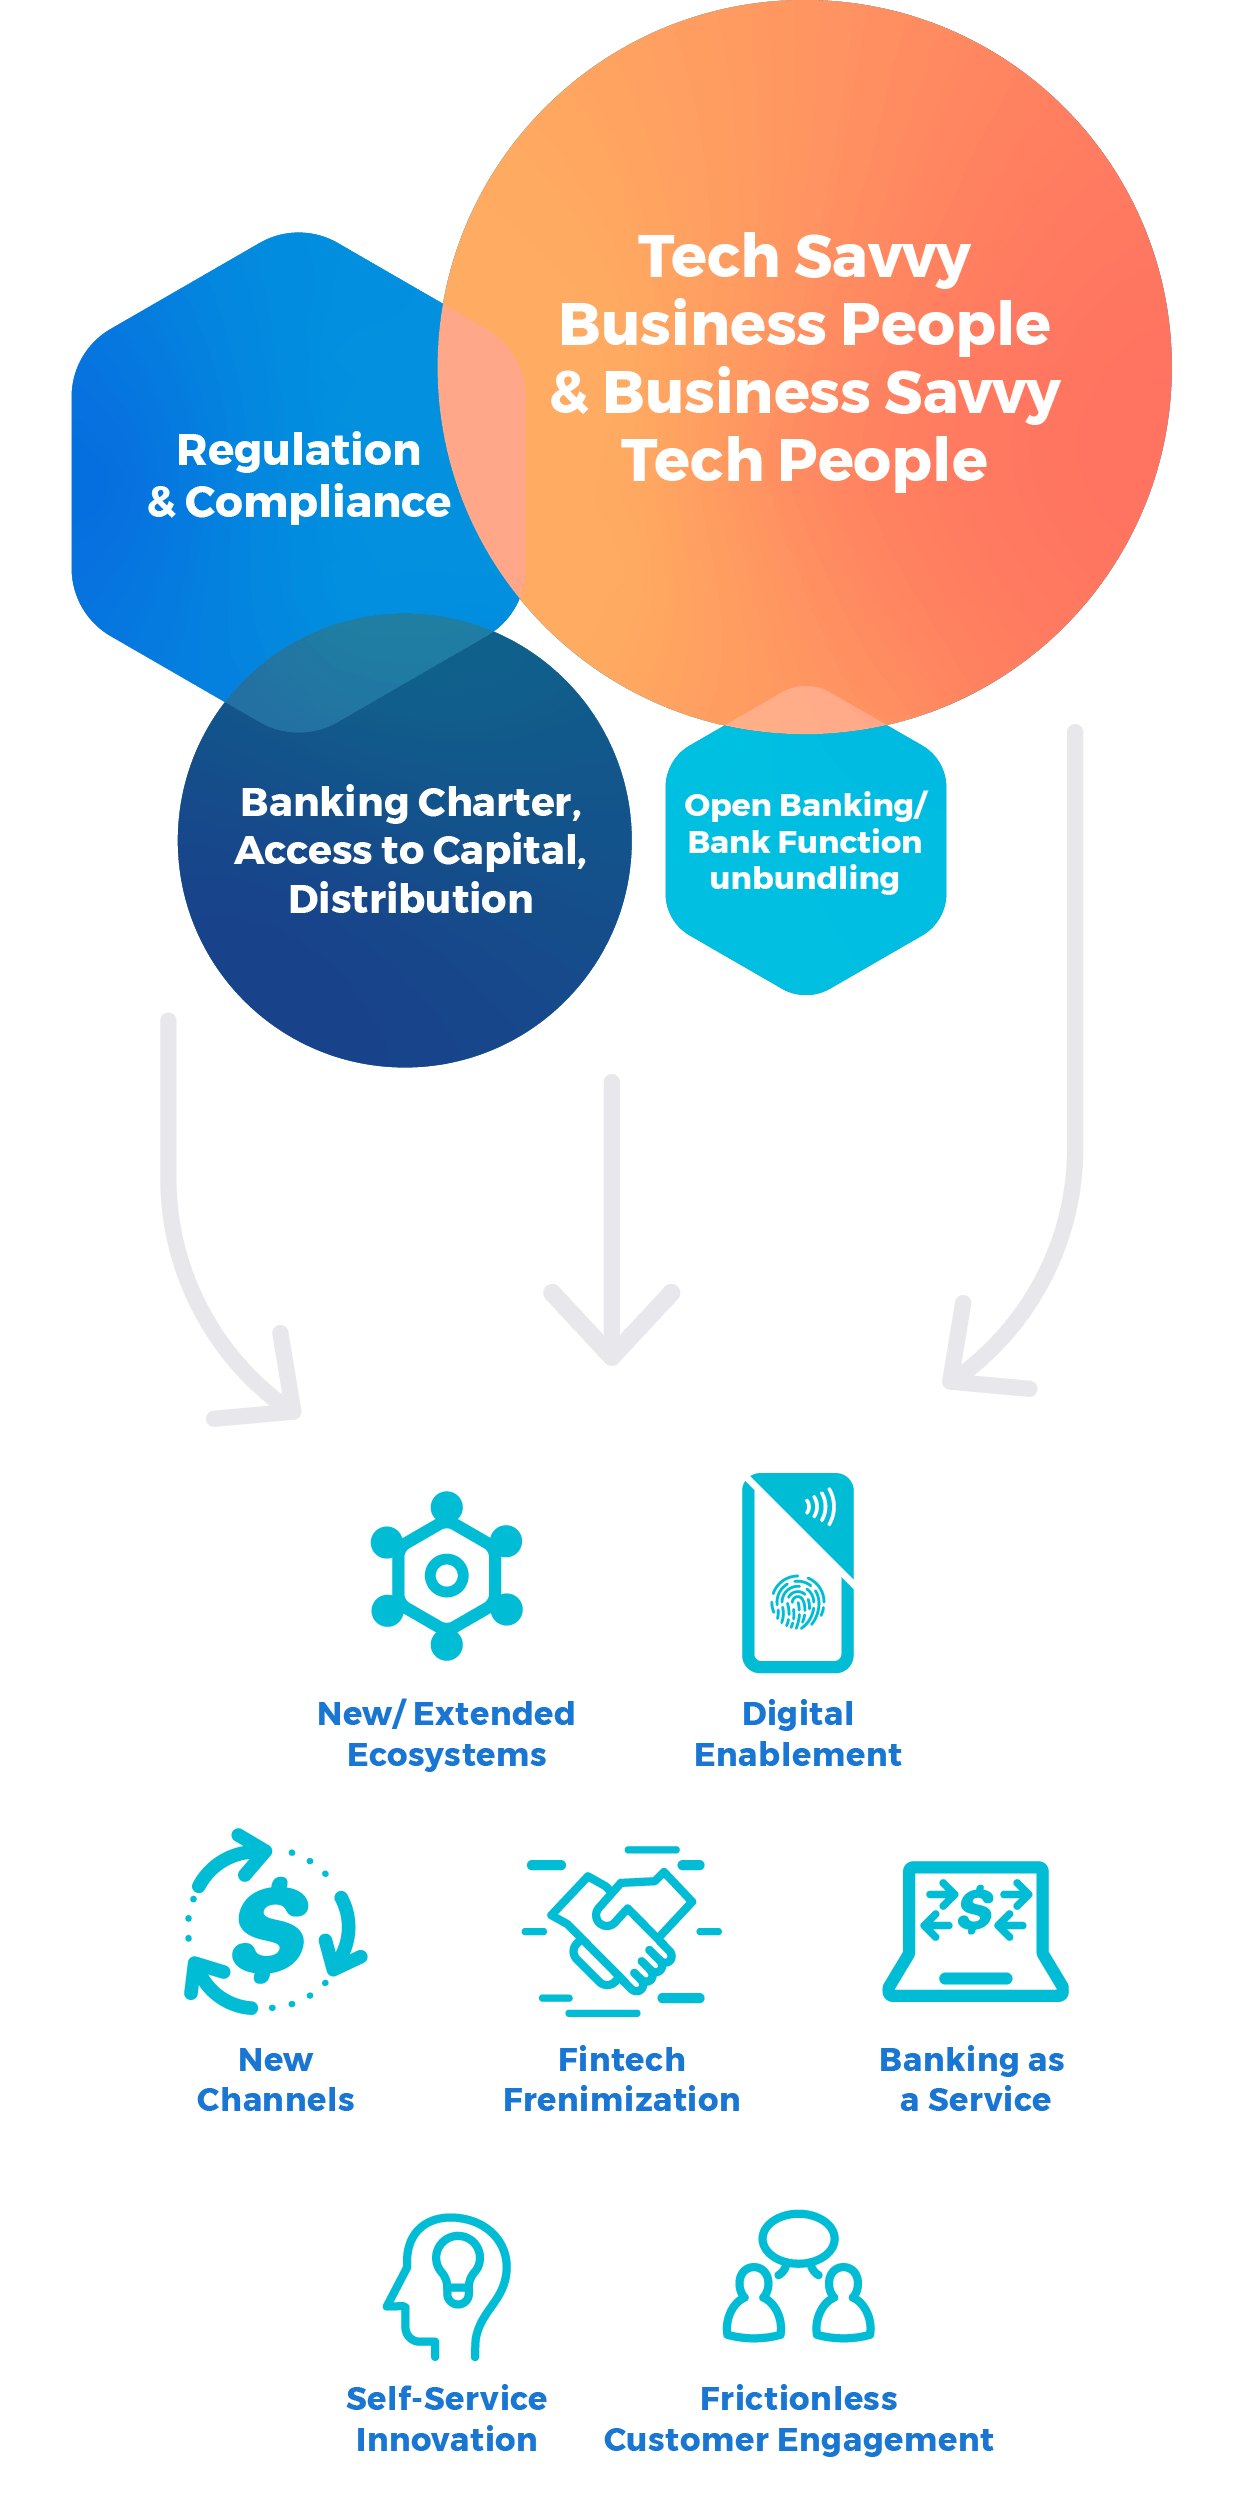 Tech Savvy
Business People
& Business Savvy
Tech People
Regulation
& Compliance
Banking Charter,
Access to Capital,
Distribution
Open Banking/
Bank Function
unbundling
New/ Extended
Ecosystems
Digital
Enablement
New
Channels
Fintech
Frenimization
Banking as
a Service
Self-Service
Innovation
Frictionless
Customer Engagement